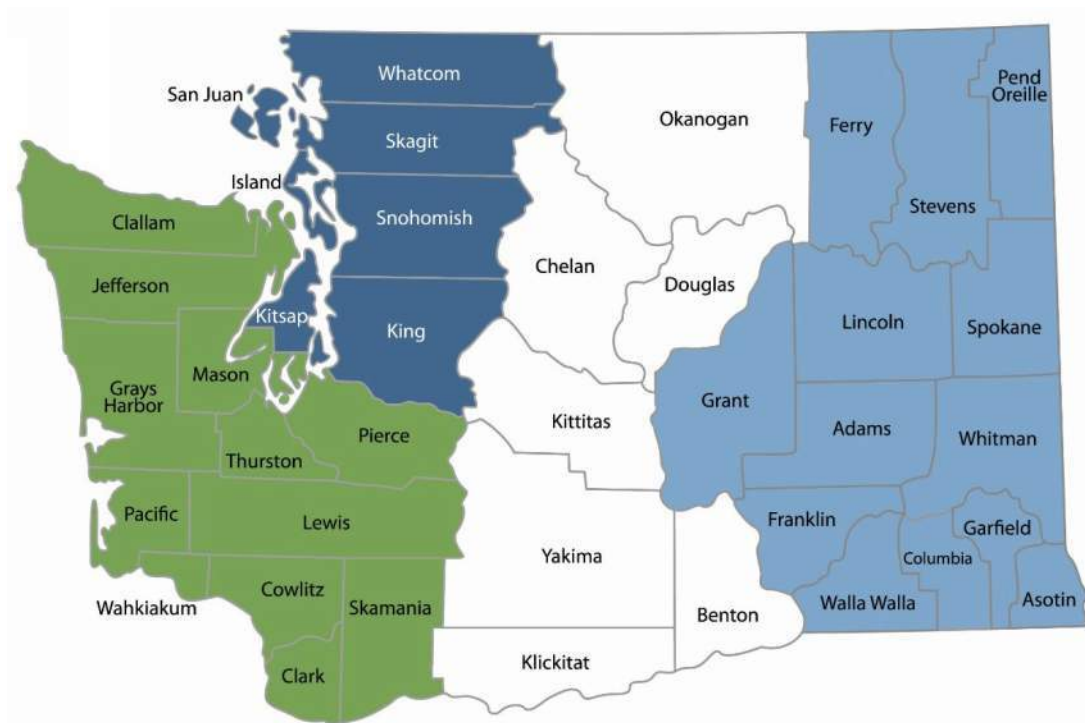 Whatcom
San Juan
Skagit
Island
Snohomish
Clallam
Jefferson
Kitsap
King
Mason
Grays
Harbor
Pierce
Thurston
Pacific
Lewis
Wahkiakum
Cowlitz
Skamania
Clark
Okanogan
Chelan
Douglas
Kittitas
Yakima
Benton
Klickitat
Ferry
Stevens
Pend
Oreille
Lincoln
Spokane
Grant
Adams
Whitman
Franklin
Garfield
Columbia
Walla Walla
Asotin